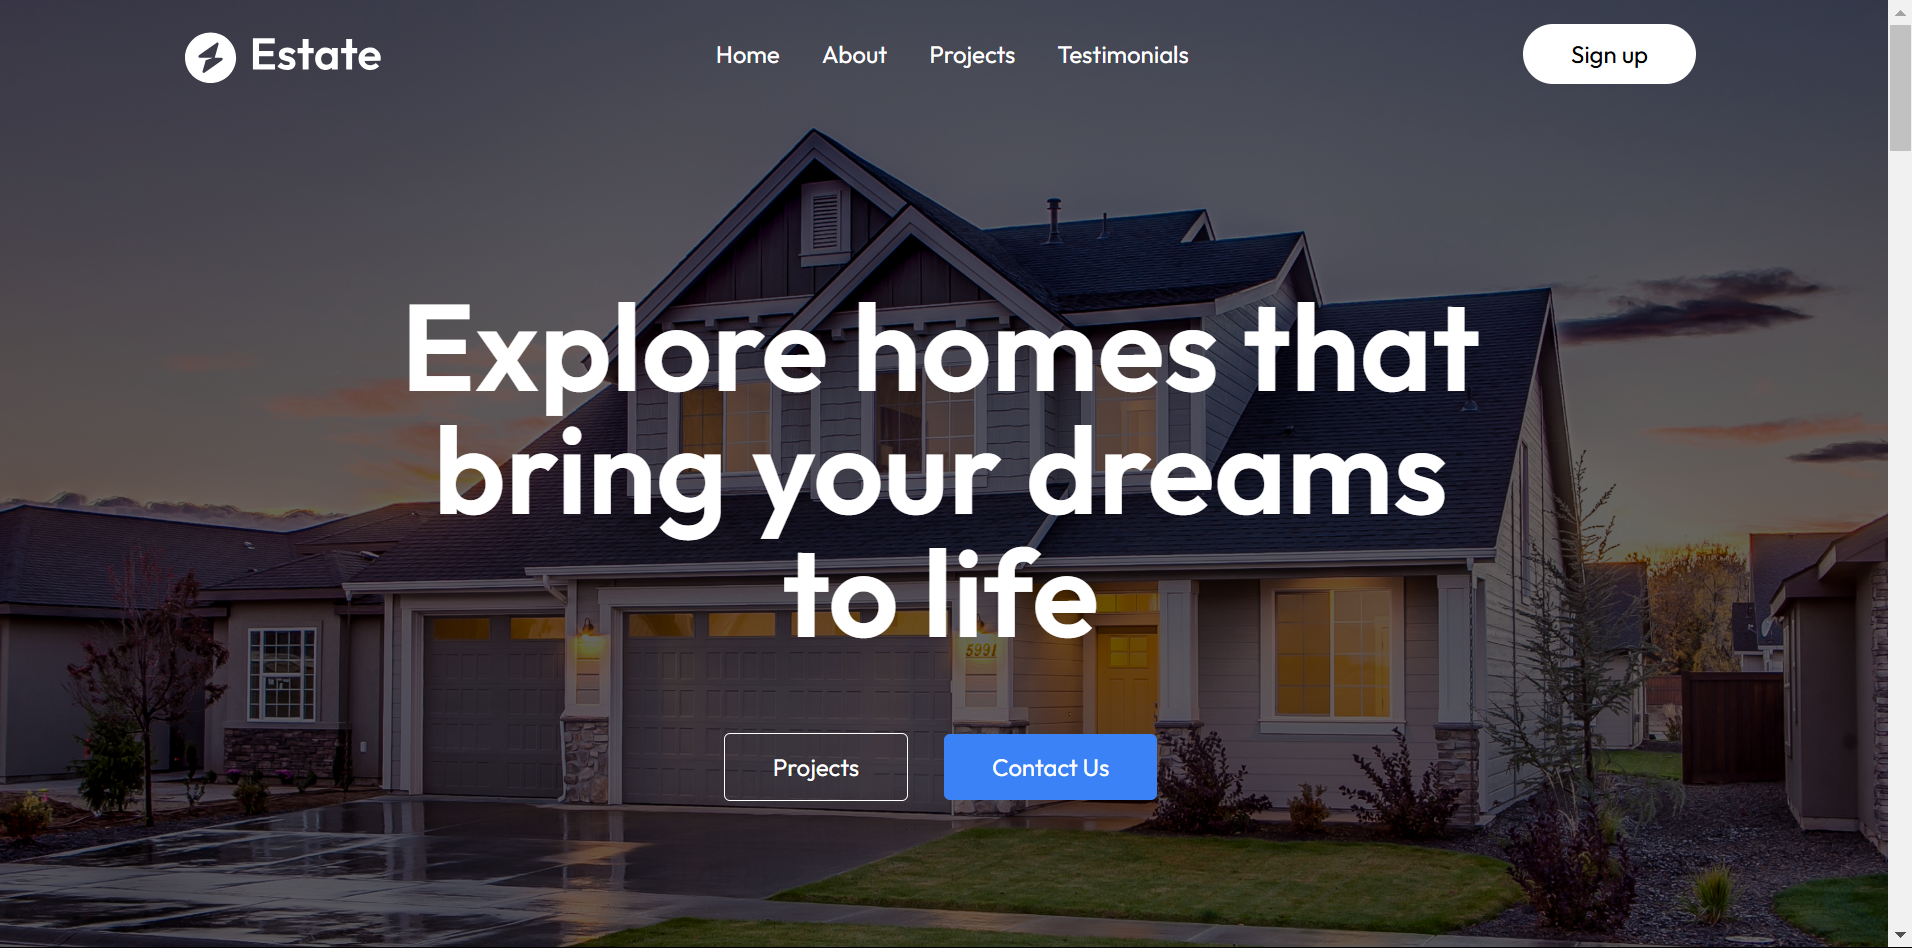 Estate
Home About Projects Testimonials
Sign up
Explore homes that
bring your dreams
to life
5991
Projects
Contact Us